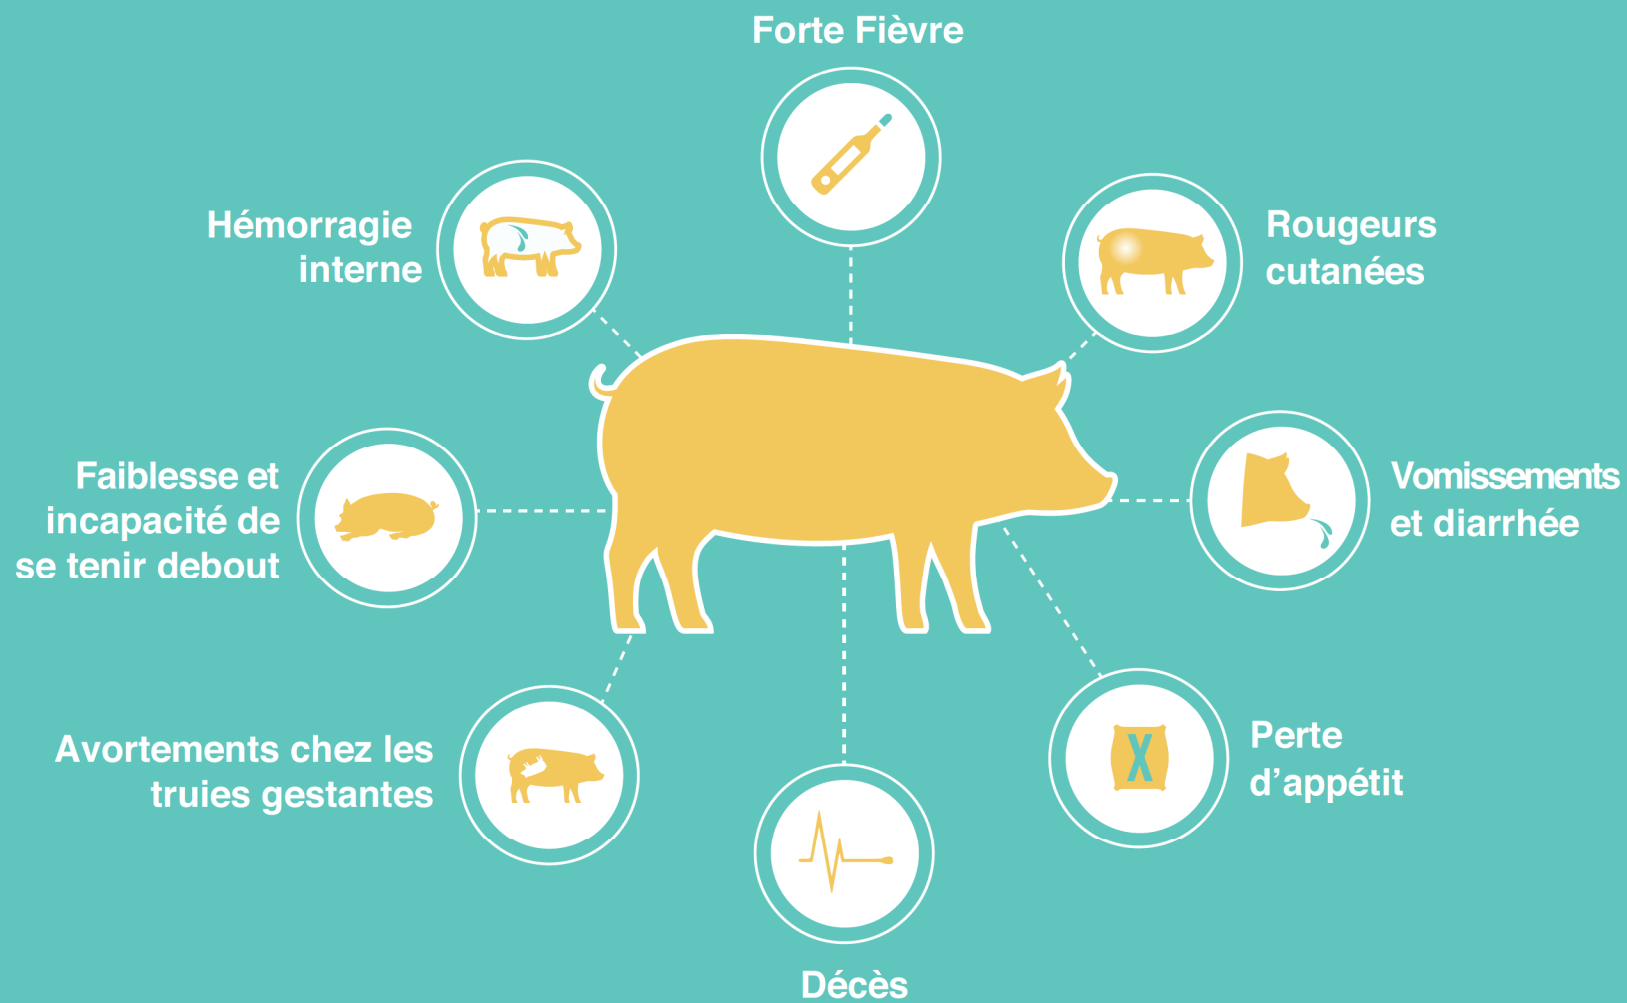 Forte Fièvre
Hémorragie
interne
Rougeurs
cutanées
Faiblesse et
incapacité de
se tenir debout
Vomissements
et diarrhée
Avortements chez les
truies gestantes
Perte
d’appétit
X
Décès